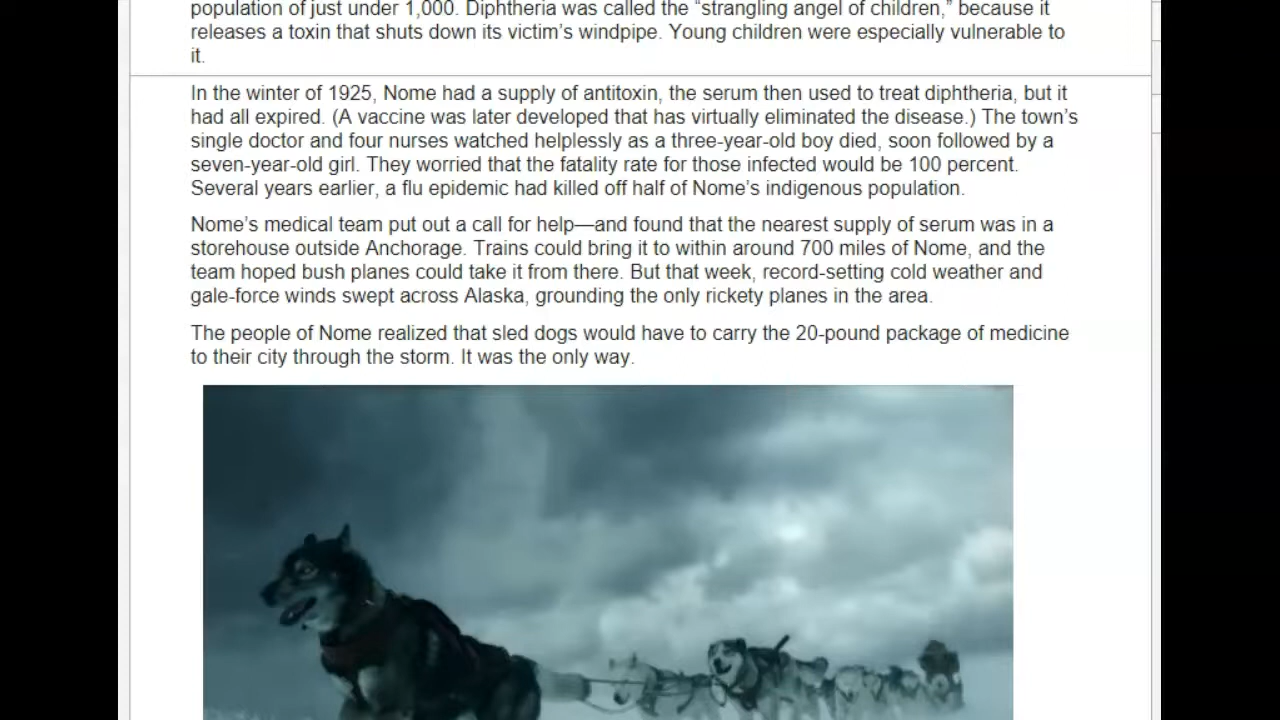 population of just under 1,000. Diphtheria was called the “strangling angel of children,” because it
releases a toxin that shuts down its victim’s windpipe. Young children were especially vulnerable to
it.
In the winter of 1925, Nome had a supply of antitoxin, the serum then used to treat diphtheria, but it
had all expired. (A vaccine was later developed that has virtually eliminated the disease.) The town’s
single doctor and four nurses watched helplessly as a three-year-old boy died, soon followed by a
seven-year-old girl. They worried that the fatality rate for those infected would be 100 percent.
Several years earlier, a flu epidemic had killed off half of Nome’s indigenous population.
Nome’s medical team put out a call for help—and found that the nearest supply of serum was in a
storehouse outside Anchorage. Trains could bring it to within around 700 miles of Nome, and the
team hoped bush planes could take it from there. But that week, record-setting cold weather and
gale-force winds swept across Alaska, grounding the only rickety planes in the area.
The people of Nome realized that sled dogs would have to carry the 20-pound package of medicine
to their city through the storm. It was the only way.